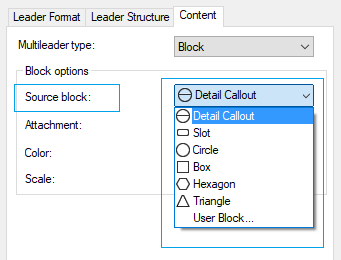 Leader Format Leader Structure Content
Multileader type: Block
Block options
Source block: Detail Callout
Detail Callout
Attachment: Slot
Circle
Color: Box
Hexagon
Scale: Triangle
User Block...